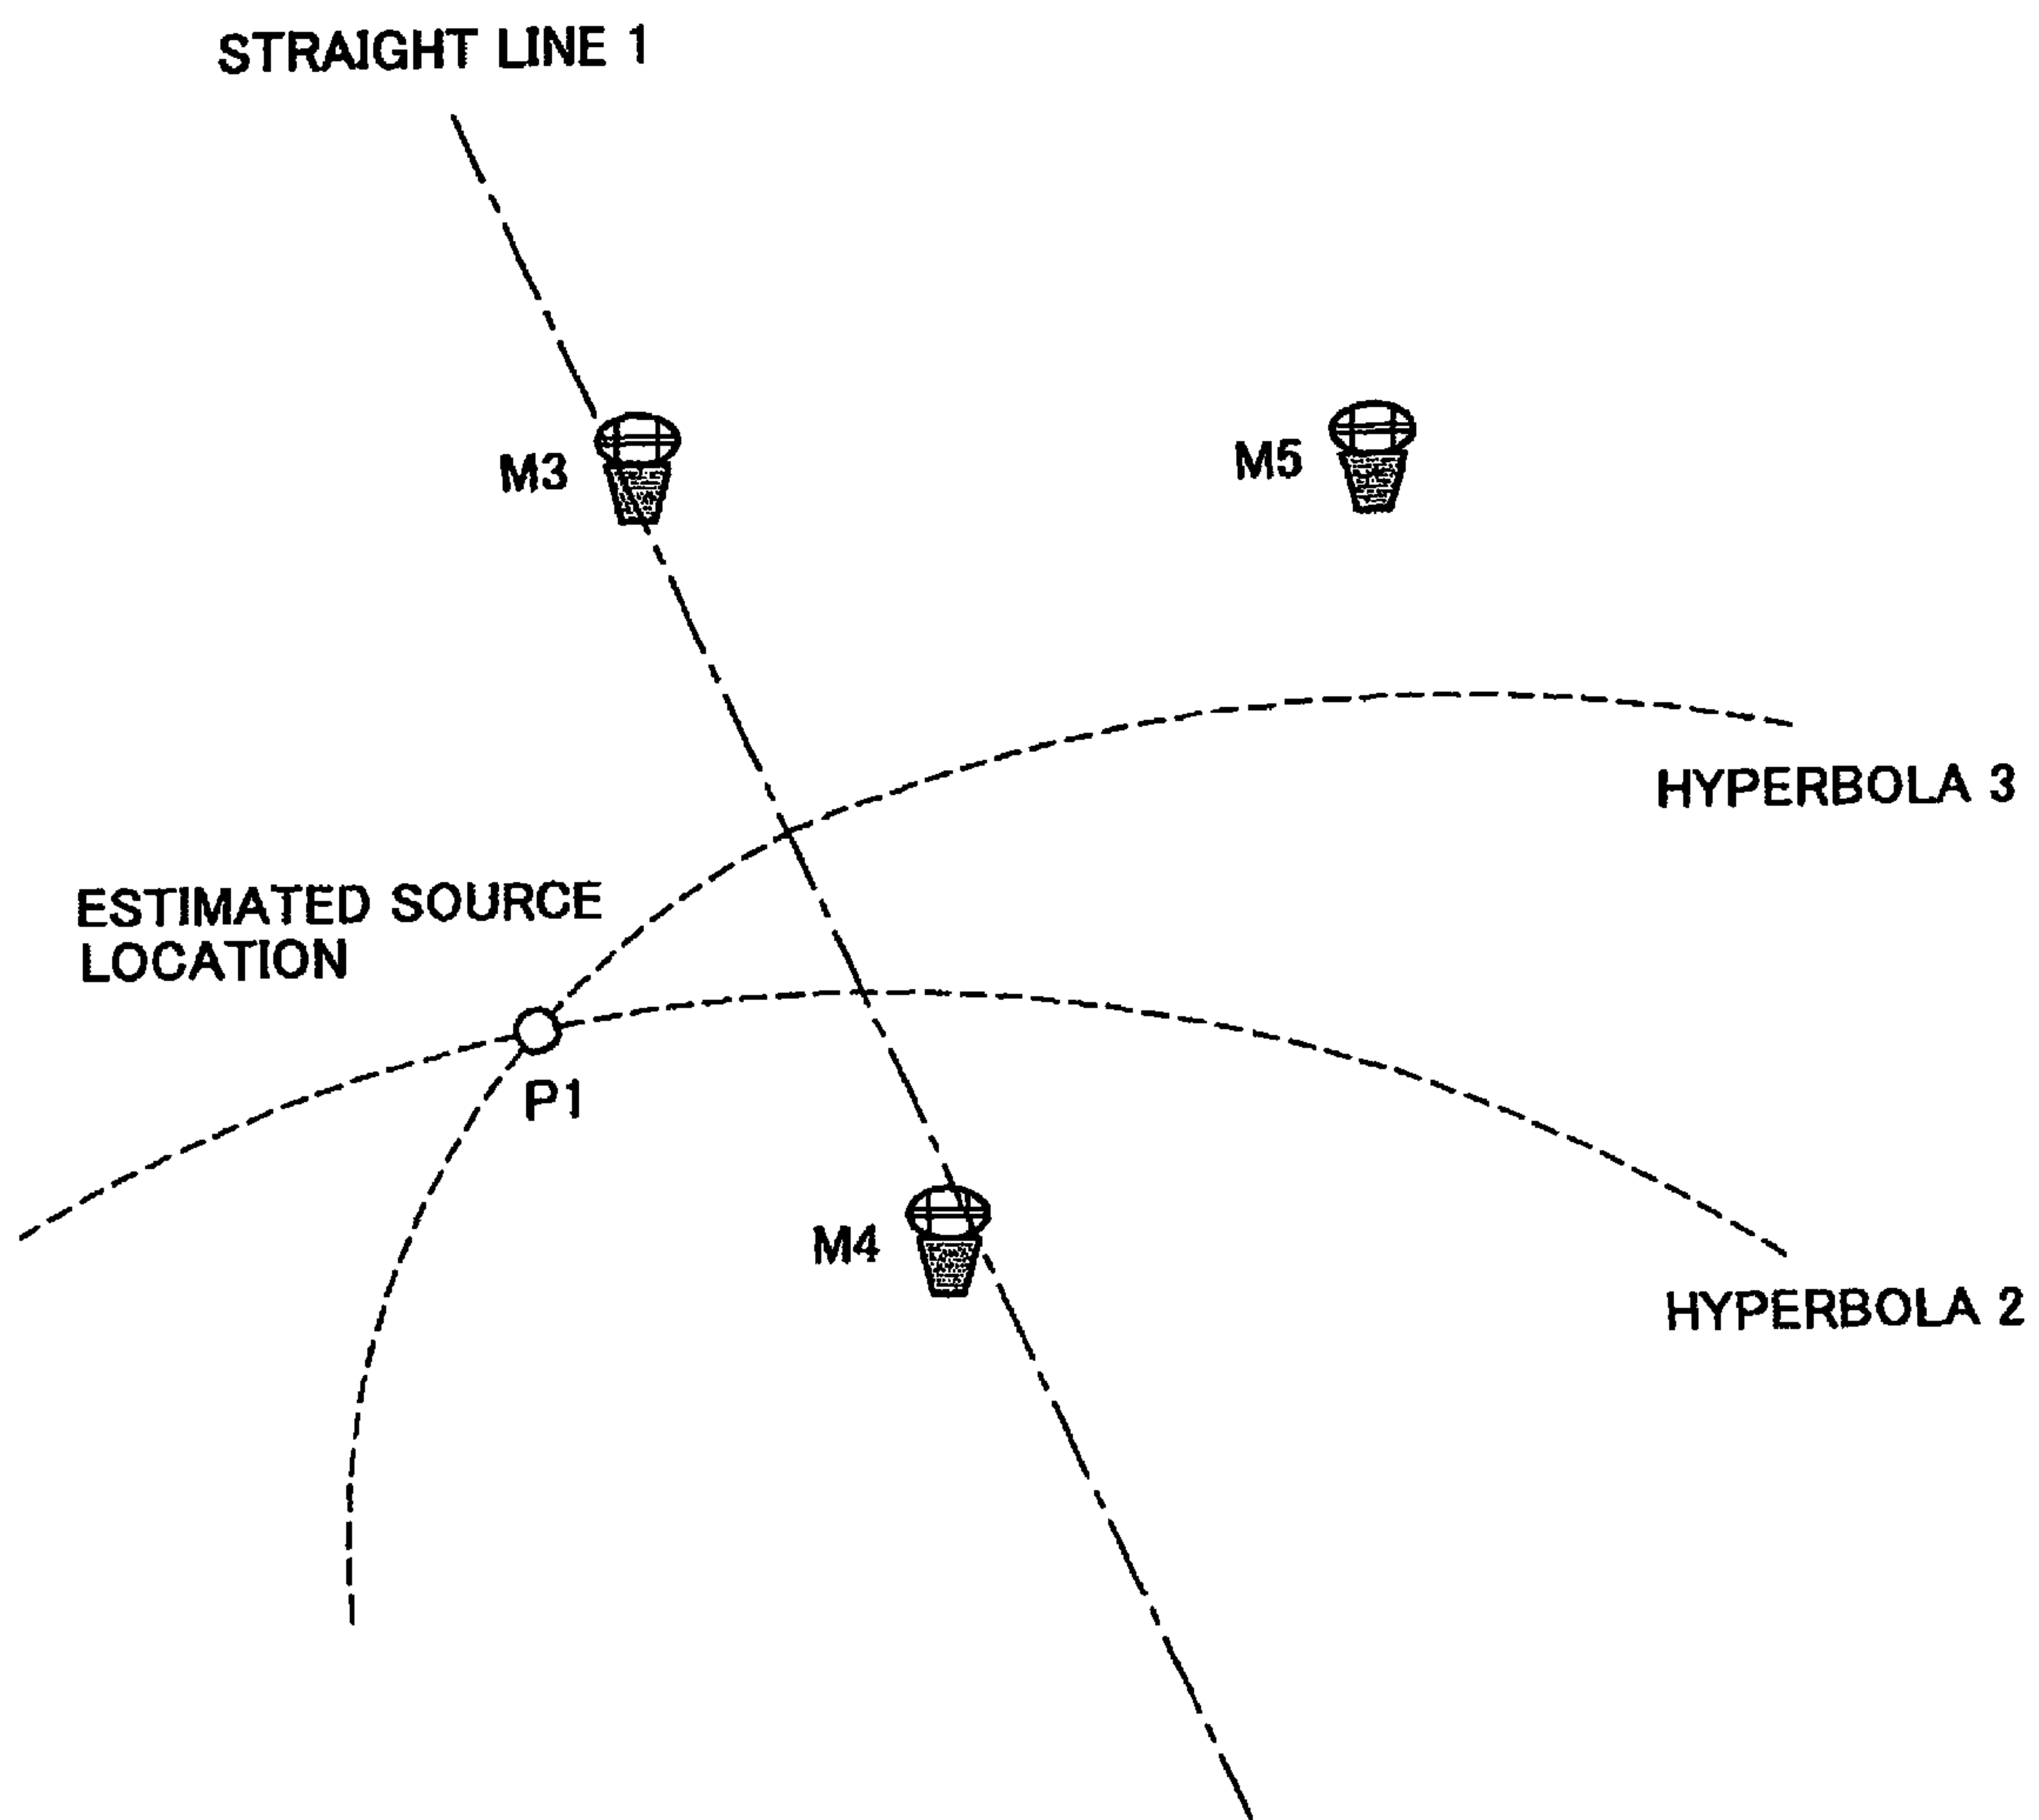 STRAIGHT LINE 1
M3
M5
HYPERBOLA 3
ESTIMATED SOURCE
LOCATION
P1
M4
HYPERBOLA 2